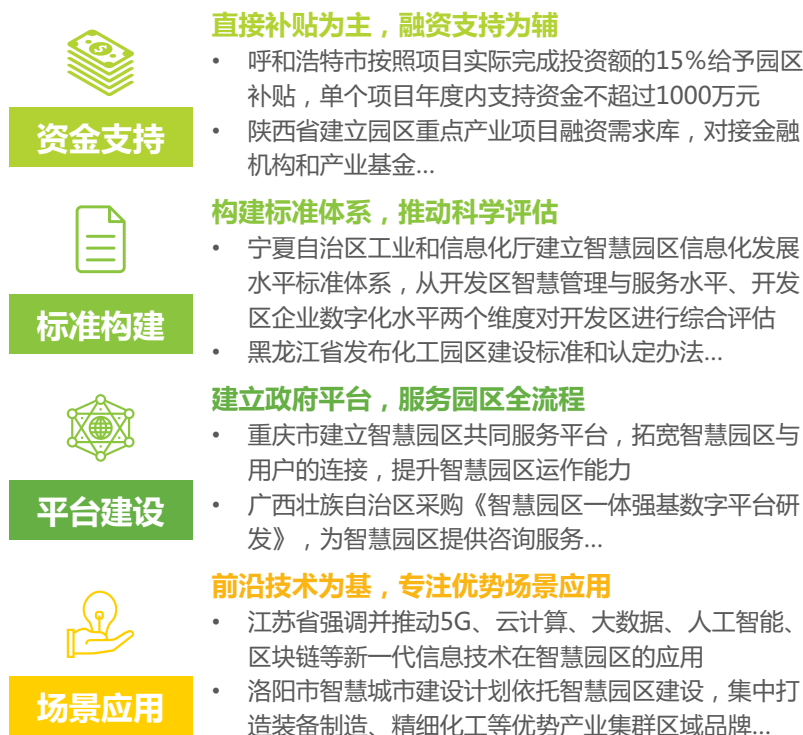 直接补贴为主，融资支持为辅
• 呼和浩特市按照项目实际完成投资额的15%给予园区
补贴，单个项目年度内支持资金不超过1000万元
资金支持
• 陕西省建立园区重点产业项目融资需求库，对接金融
机构和产业基金…
构建标准体系，推动科学评估
• 宁夏自治区工业和信息化厅建立智慧园区信息化发展
水平标准体系，从开发区智慧管理与服务水平、开发
区企业数字化水平两个维度对开发区进行综合评估
标准构建
• 黑龙江省发布化工园区建设标准和认定办法…
建立政府平台，服务园区全流程
• 重庆市建立智慧园区共同服务平台，拓宽智慧园区与
用户的连接，提升智慧园区运作能力
平台建设
• 广西壮族自治区采购《智慧园区一体强基数字平台研
发》，为智慧园区提供咨询服务…
前沿技术为基，专注优势场景应用
• 江苏省强调并推动5G、云计算、大数据、人工智能、
区块链等新一代信息技术在智慧园区的应用
场景应用
• 洛阳市智慧城市建设计划依托智慧园区建设，集中打
造装备制造、精细化工等优势产业集群区域品牌…